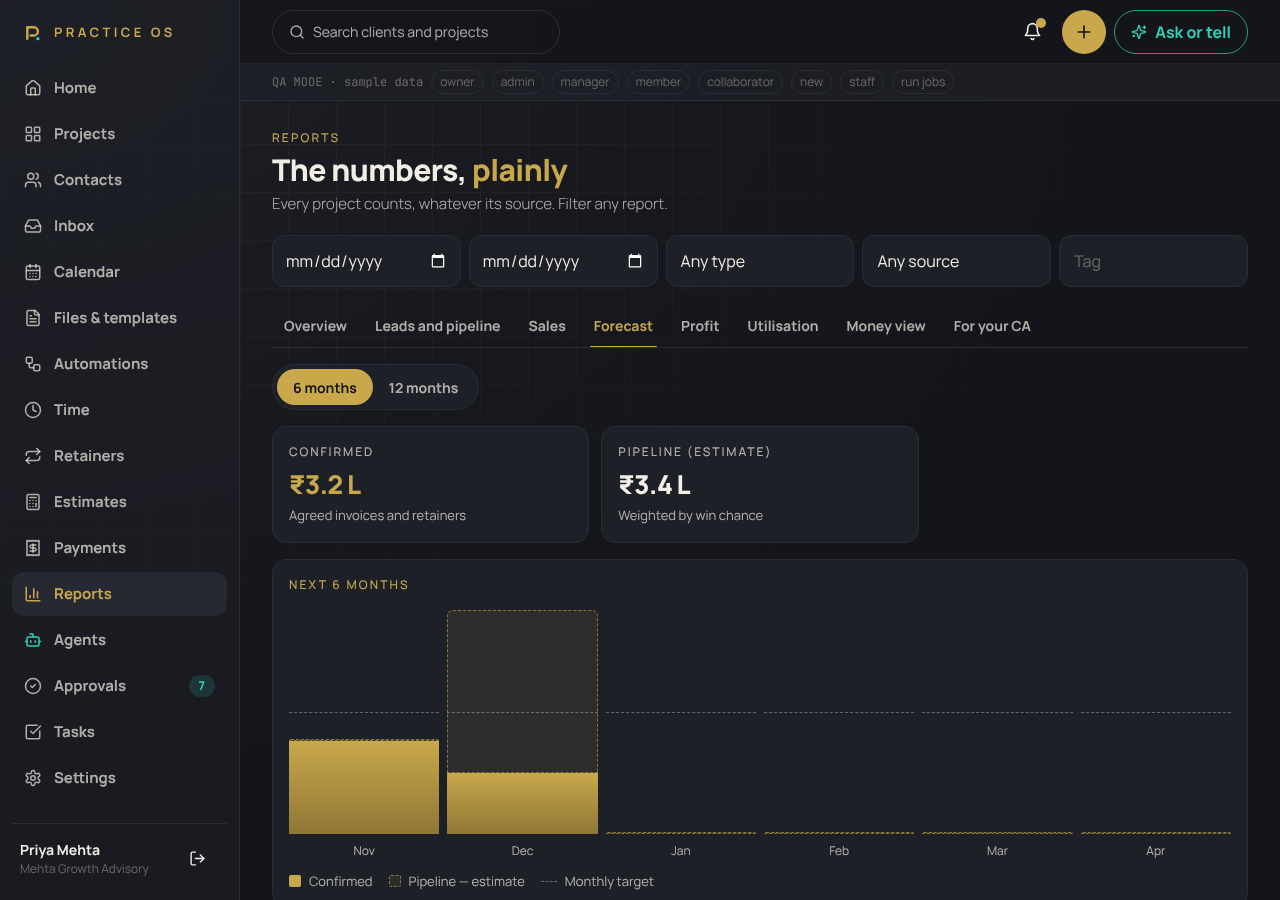 PRACTICE OS
Search clients and projects
Ask or tell
QA MODE · sample data owner admin manager member collaborator new staff run jobs
Home
Projects
Contacts
Inbox
Calendar
Files & templates
Automations
Time
Retainers
Estimates
Payments
Reports
Agents
Approvals 7
Tasks
Settings
Priya Mehta
Mehta Growth Advisory
REPORTS
The numbers, plainly
Every project counts, whatever its source. Filter any report.
mm/dd/yyyy mm/dd/yyyy Any type Any source Tag
Overview Leads and pipeline Sales Forecast Profit Utilisation Money view For your CA
6 months 12 months
CONFIRMED
₹3.2 L
Agreed invoices and retainers
PIPELINE (ESTIMATE)
₹3.4 L
Weighted by win chance
NEXT 6 MONTHS
Nov Dec Jan Feb Mar Apr
Confirmed Pipeline — estimate Monthly target